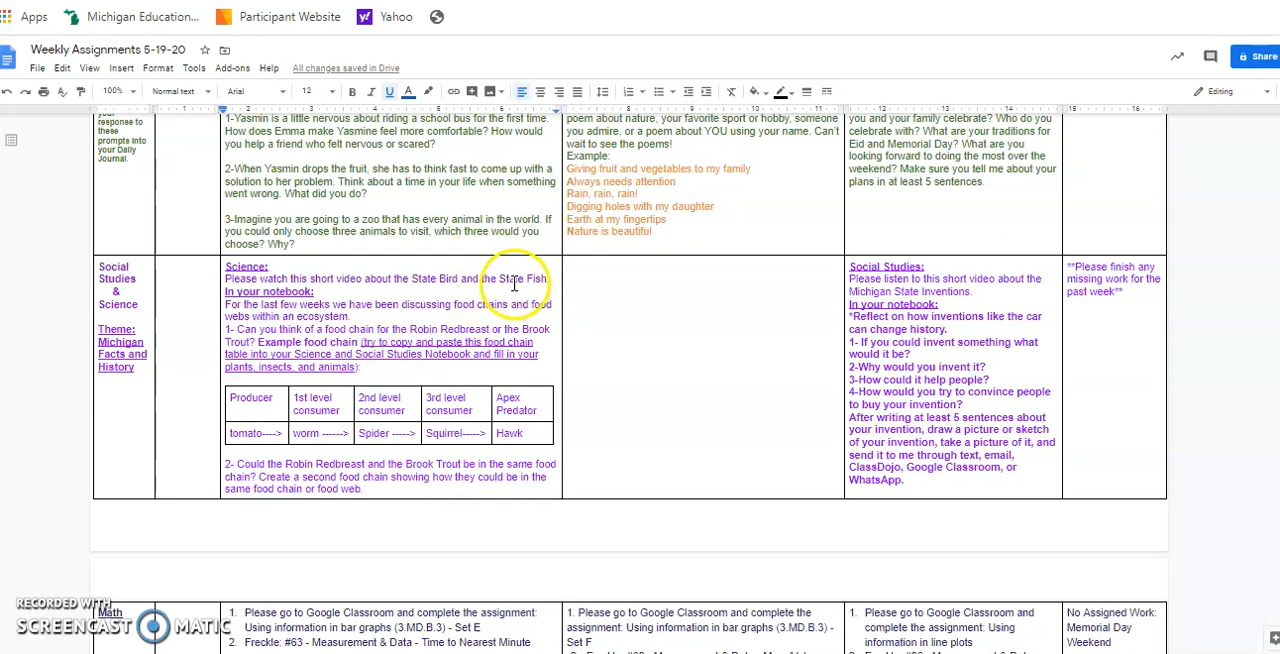 Apps Michigan Education... Participant Website Yahoo
Weekly Assignments 5-19-20
File Edit View Insert Format Tools Add-ons Help All changes saved in Drive
Share
100% Normal text Arial 12 B I U A Editing
1 2 3 4 5 6 7 8 9 10 11 12 13 14 15 16
your
response to
these
prompts into
your Daily
Journal.
1-Yasmin is a little nervous about riding a school bus for the first time.
How does Emma make Yasmine feel more comfortable? How would
you help a friend who felt nervous or scared?
2-When Yasmin drops the fruit, she has to think fast to come up with a
solution to her problem. Think about a time in your life when something
went wrong. What did you do?
3-Imagine you are going to a zoo that has every animal in the world. If
you could only choose three animals to visit, which three would you
choose? Why?
poem about nature, your favorite sport or hobby, someone
you admire, or a poem about YOU using your name. Can't
wait to see the poems!
Example:
Giving fruit and vegetables to my family
Always needs attention
Rain, rain, rain!
Digging holes with my daughter
Earth at my fingertips
Nature is beautiful
you and your family celebrate? Who do you
celebrate with? What are your traditions for
Eid and Memorial Day? What are you
looking forward to doing the most over the
weekend? Make sure you tell me about your
plans in at least 5 sentences.
Social
Studies
&
Science
Theme:
Michigan
Facts and
History
Science:
Please watch this short video about the State Bird and the State Fish.
In your notebook:
For the last few weeks we have been discussing food chains and food
webs within an ecosystem.
1- Can you think of a food chain for the Robin Redbreast or the Brook
Trout? Example food chain (try to copy and paste this food chain
table into your Science and Social Studies Notebook and fill in your
plants, insects, and animals):
Producer 1st level consumer 2nd level consumer 3rd level consumer Apex Predator
tomato----> worm ------> Spider -----> Squirrel-----> Hawk
2- Could the Robin Redbreast and the Brook Trout be in the same food
chain? Create a second food chain showing how they could be in the
same food chain or food web.
Social Studies:
Please listen to this short video about the
Michigan State Inventions.
In your notebook:
*Reflect on how inventions like the car
can change history.
1- If you could invent something what
would it be?
2-Why would you invent it?
3-How could it help people?
4-How would you try to convince people
to buy your invention?
After writing at least 5 sentences about
your invention, draw a picture or sketch
of your invention, take a picture of it, and
send it to me through text, email,
ClassDojo, Google Classroom, or
WhatsApp.
**Please finish any
missing work for the
past week**
Math
1. Please go to Google Classroom and complete the assignment:
Using information in bar graphs (3.MD.B.3) - Set E
2. Freckle: #63 - Measurement & Data - Time to Nearest Minute
1. Please go to Google Classroom and complete the
assignment: Using information in bar graphs (3.MD.B.3) -
Set F
1. Please go to Google Classroom and
complete the assignment: Using
information in line plots
No Assigned Work:
Memorial Day
Weekend
RECORDED WITH
SCREENCAST MATIC